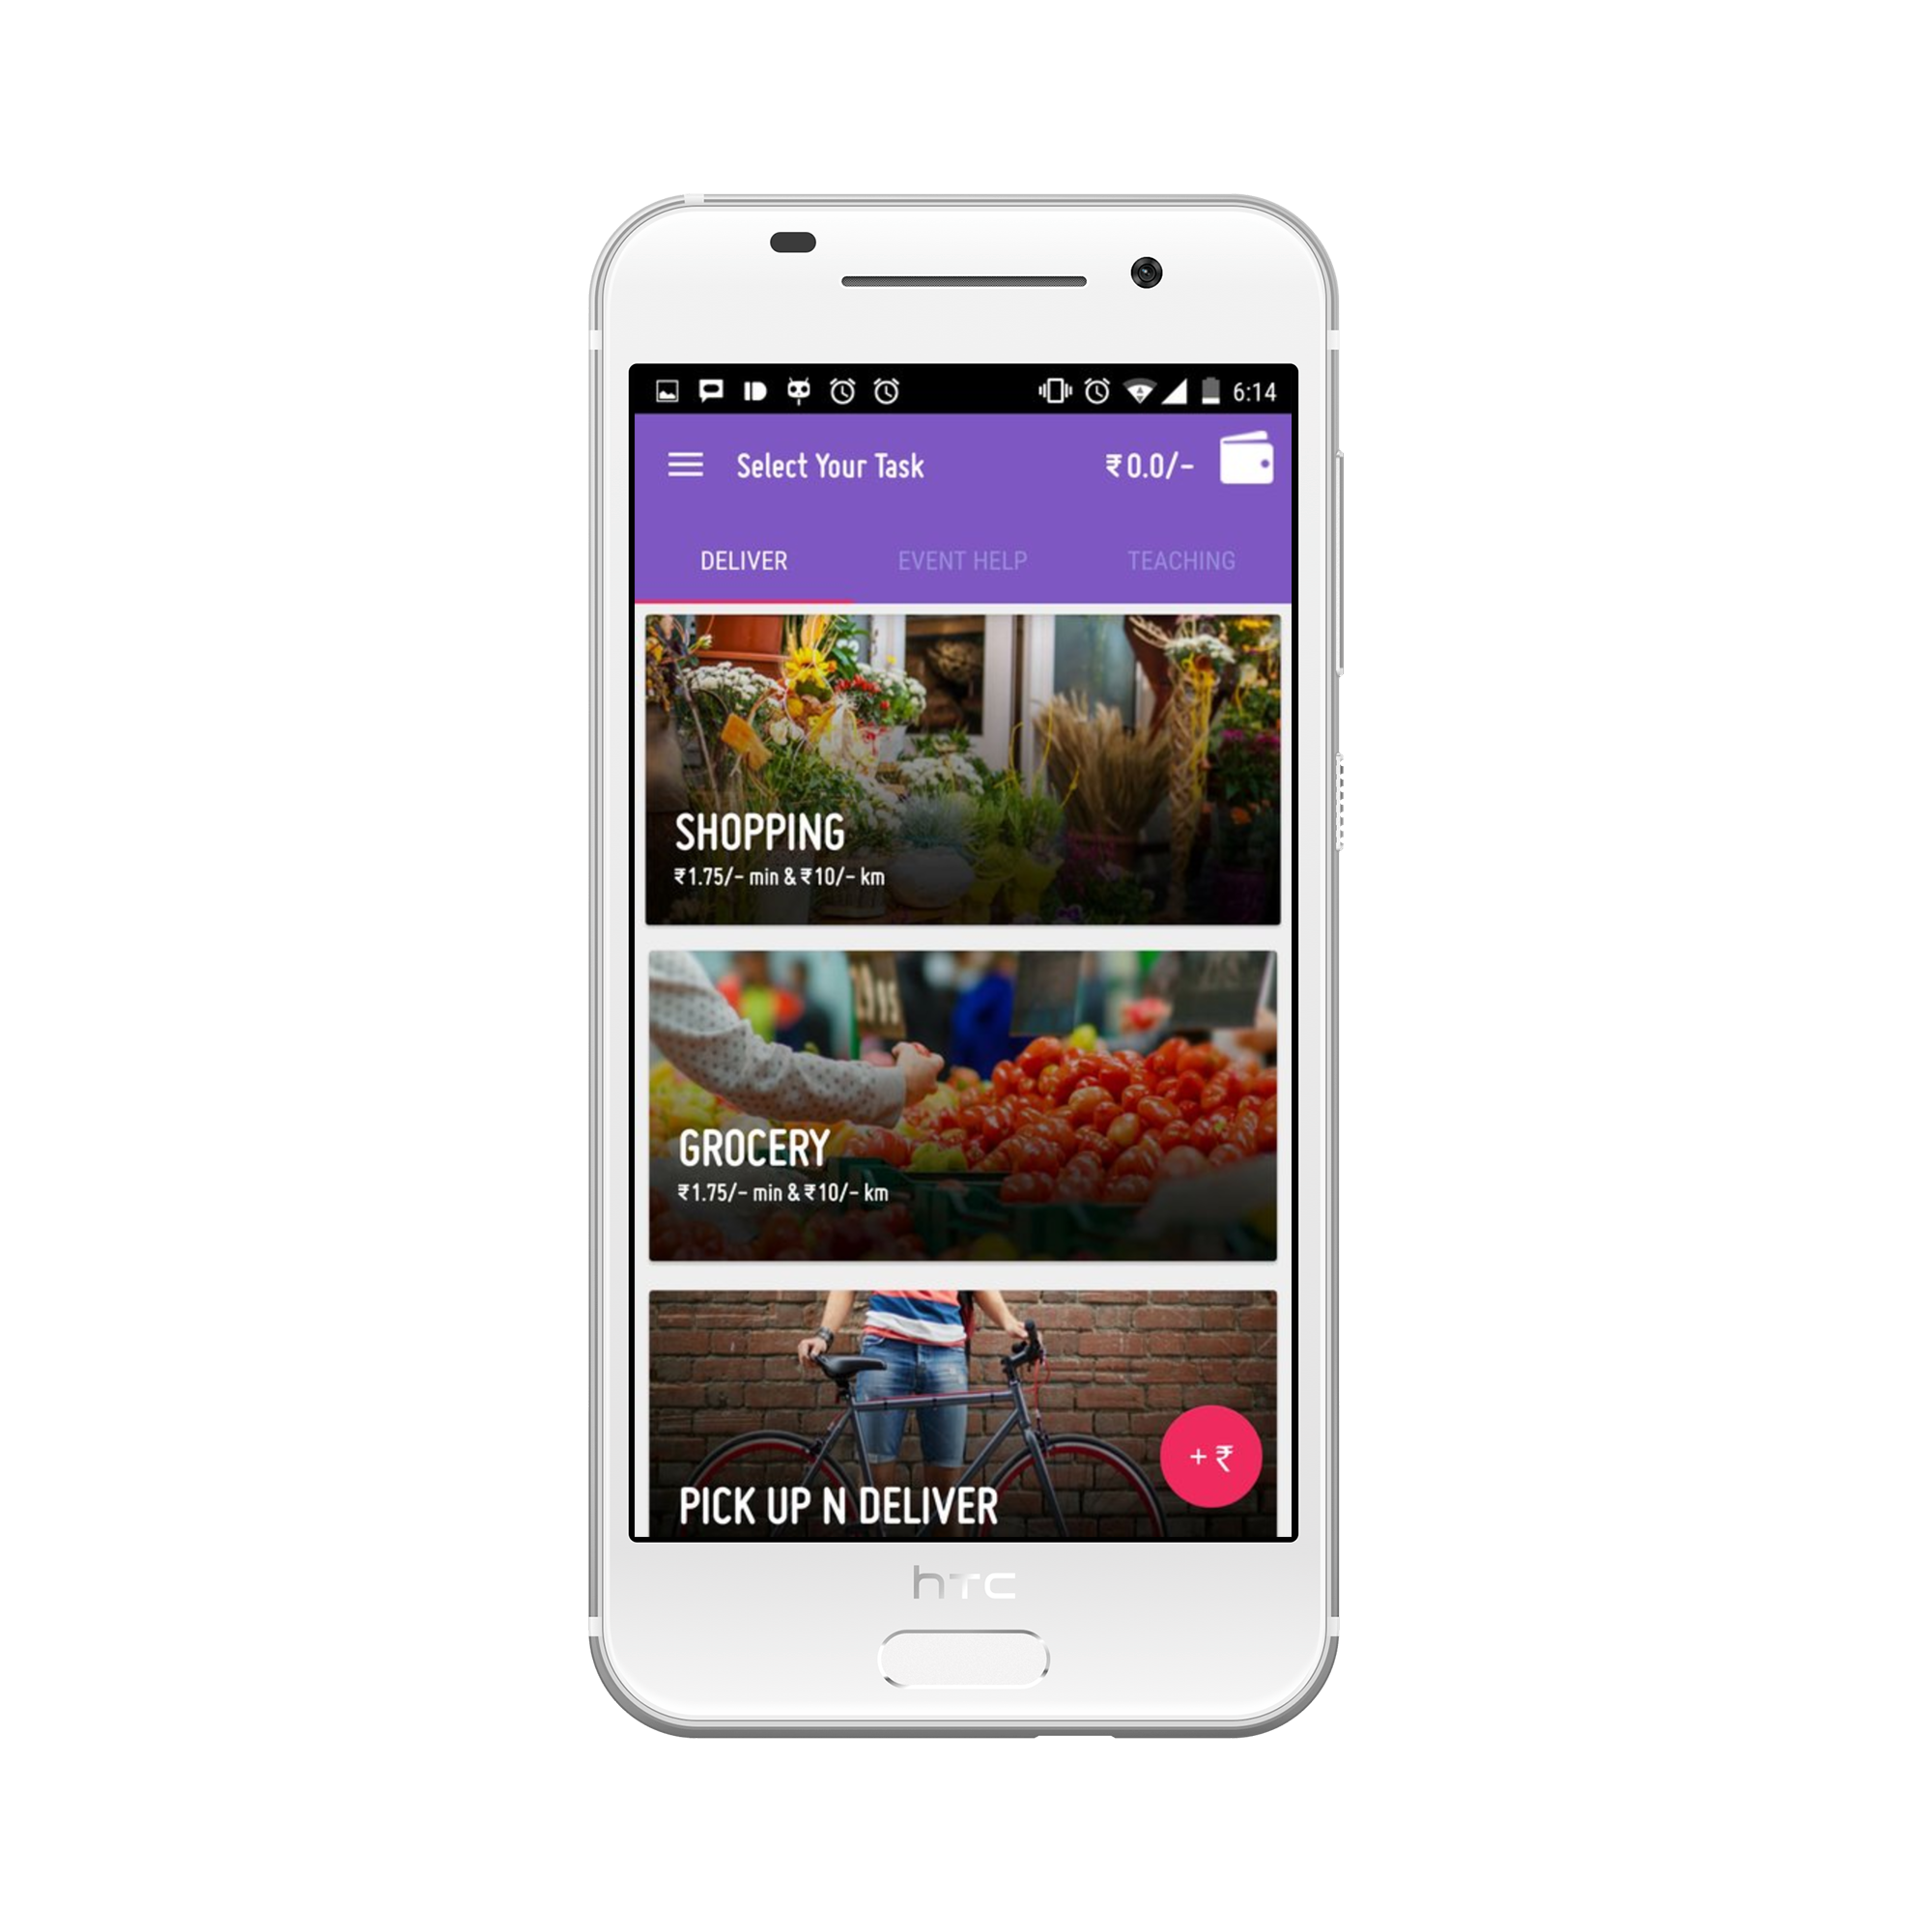 6:14
Select Your Task ₹0.0/-
DELIVER EVENT HELP TEACHING
SHOPPING
₹1.75/- min & ₹10/- km
GROCERY
₹1.75/- min & ₹10/- km
+ ₹
PICK UP N DELIVER
hTC